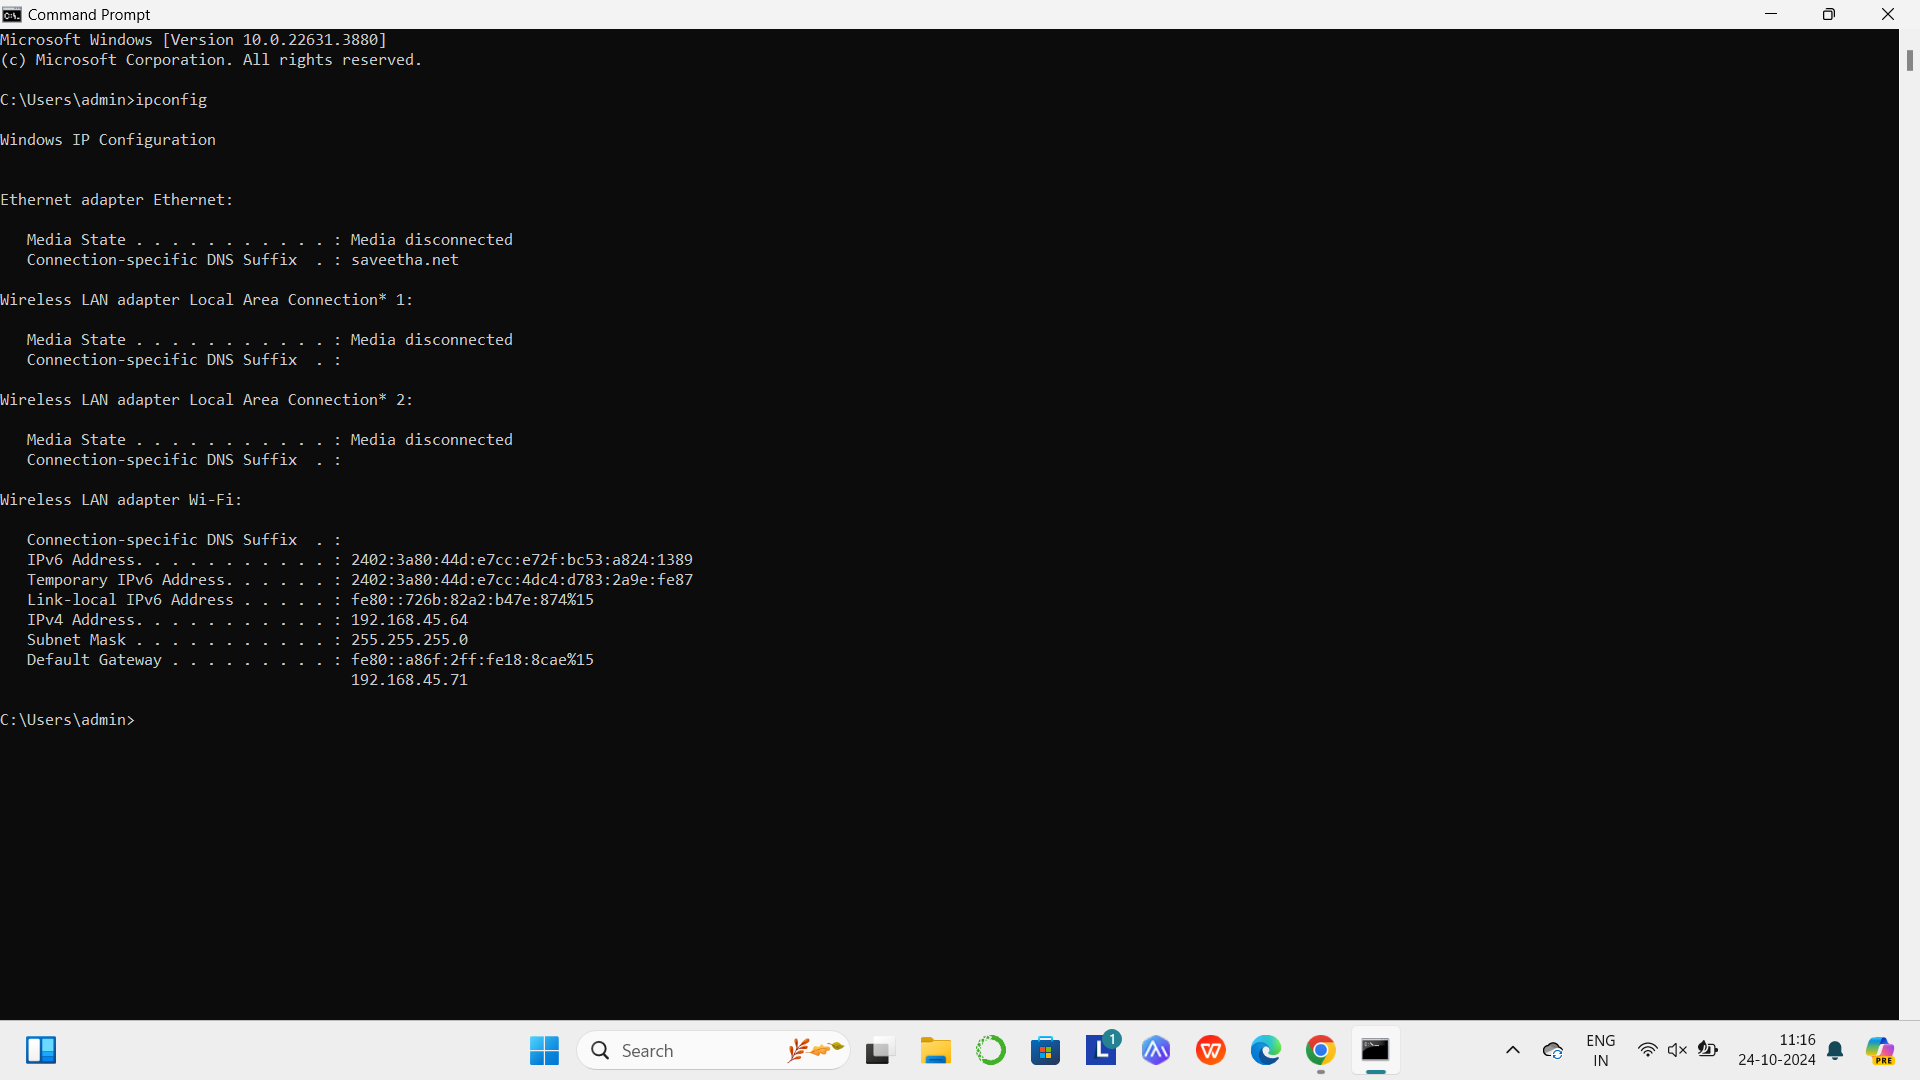 Command Prompt
Microsoft Windows [Version 10.0.22631.3880]
(c) Microsoft Corporation. All rights reserved.
C:\Users\admin>ipconfig
Windows IP Configuration
Ethernet adapter Ethernet:
Media State . . . . . . . . . . . : Media disconnected
Connection-specific DNS Suffix  . : saveetha.net
Wireless LAN adapter Local Area Connection* 1:
Media State . . . . . . . . . . . : Media disconnected
Connection-specific DNS Suffix  . :
Wireless LAN adapter Local Area Connection* 2:
Media State . . . . . . . . . . . : Media disconnected
Connection-specific DNS Suffix  . :
Wireless LAN adapter Wi-Fi:
Connection-specific DNS Suffix  . :
IPv6 Address. . . . . . . . . . . : 2402:3a80:44d:e7cc:e72f:bc53:a824:1389
Temporary IPv6 Address. . . . . . : 2402:3a80:44d:e7cc:4dc4:d783:2a9e:fe87
Link-local IPv6 Address . . . . . : fe80::726b:82a2:b47e:874%15
IPv4 Address. . . . . . . . . . . : 192.168.45.64
Subnet Mask . . . . . . . . . . . : 255.255.255.0
Default Gateway . . . . . . . . . : fe80::a86f:2ff:fe18:8cae%15
192.168.45.71
C:\Users\admin>
Search
L
1
W
ENG
IN
11:16
24-10-2024
PRE